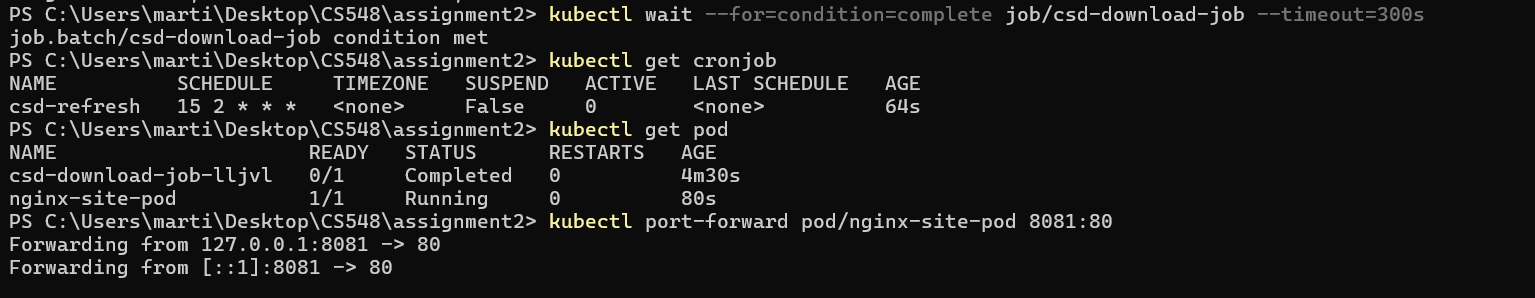 PS C:\Users\marti\Desktop\CS548\assignment2> kubectl wait --for=condition=complete job/csd-download-job --timeout=300s
job.batch/csd-download-job condition met
PS C:\Users\marti\Desktop\CS548\assignment2> kubectl get cronjob
NAME          SCHEDULE     TIMEZONE   SUSPEND   ACTIVE   LAST SCHEDULE   AGE
csd-refresh   15 2 * * *   <none>     False     0        <none>          64s
PS C:\Users\marti\Desktop\CS548\assignment2> kubectl get pod
NAME                     READY   STATUS      RESTARTS   AGE
csd-download-job-lljvl   0/1     Completed   0          4m30s
nginx-site-pod           1/1     Running     0          80s
PS C:\Users\marti\Desktop\CS548\assignment2> kubectl port-forward pod/nginx-site-pod 8081:80
Forwarding from 127.0.0.1:8081 -> 80
Forwarding from [::1]:8081 -> 80